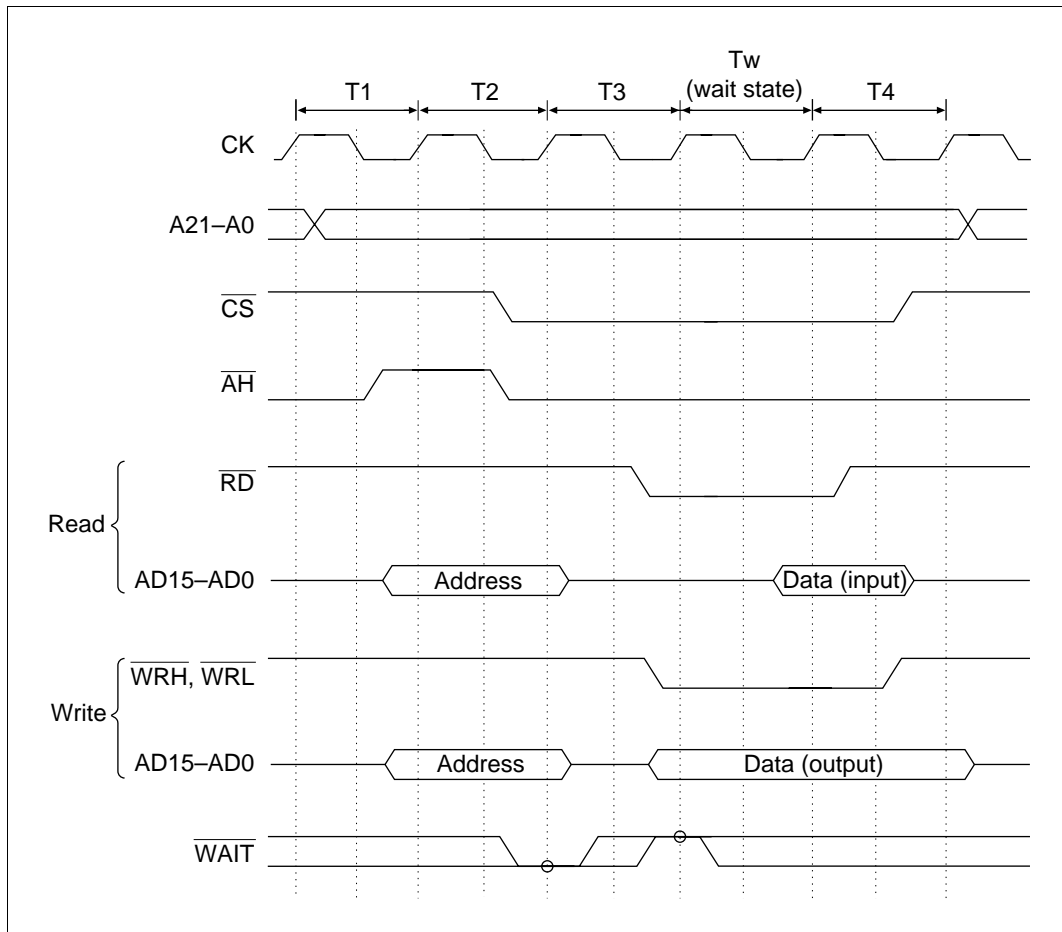 Tw
(wait state)
T1 T2 T3 T4
CK
A21–A0
CS
AH
RD
Read
AD15–AD0 Address Data (input)
WRH, WRL
Write
AD15–AD0 Address Data (output)
WAIT